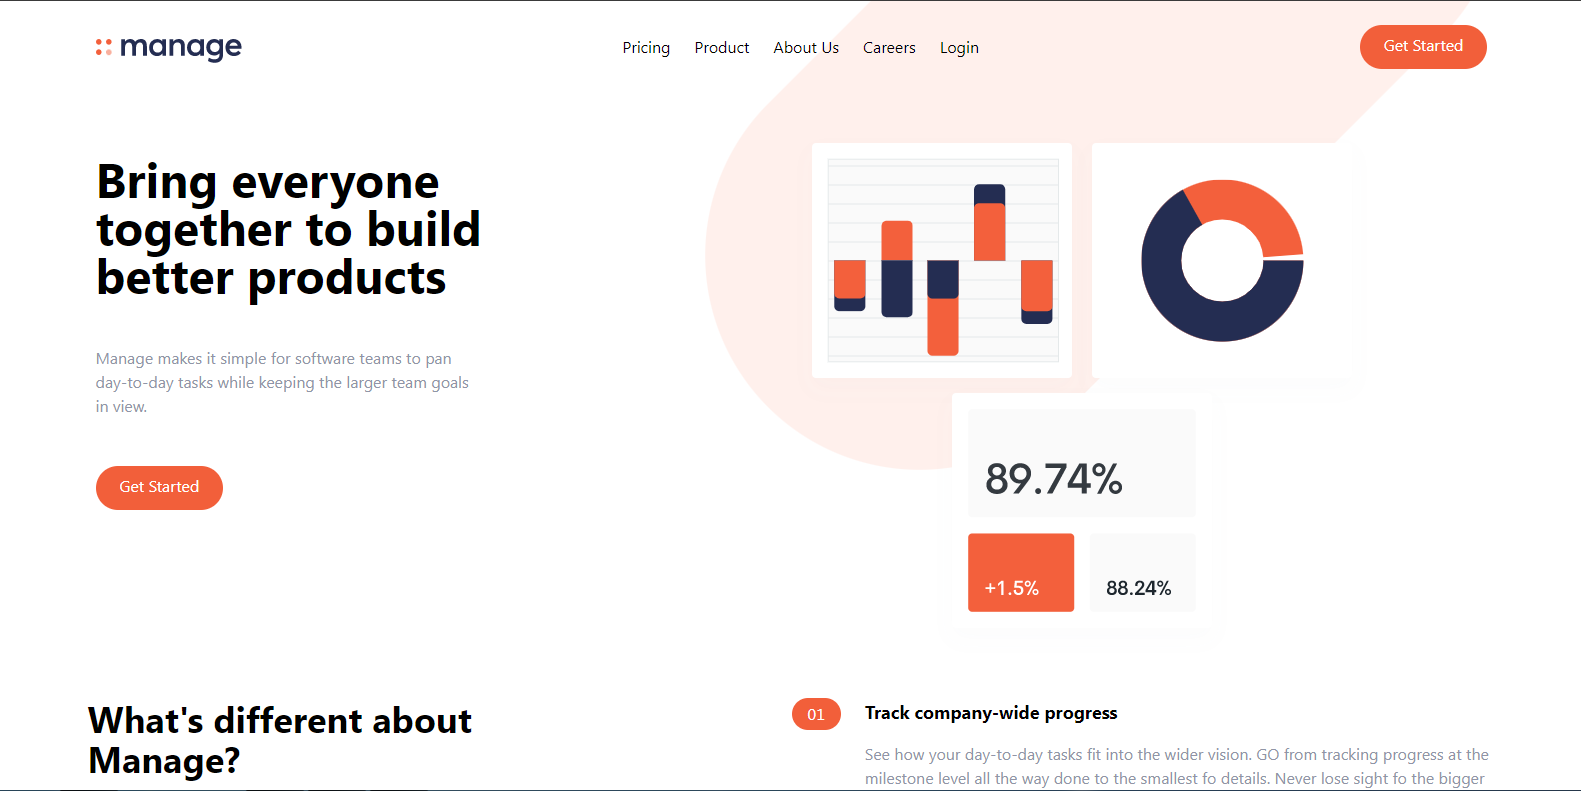 manage
Pricing Product About Us Careers Login
Get Started
Bring everyone
together to build
better products
Manage makes it simple for software teams to pan
day-to-day tasks while keeping the larger team goals
in view.
Get Started
89.74%
+1.5% 88.24%
What's different about
Manage?
01 Track company-wide progress
See how your day-to-day tasks fit into the wider vision. GO from tracking progress at the
milestone level all the way done to the smallest fo details. Never lose sight fo the bigger